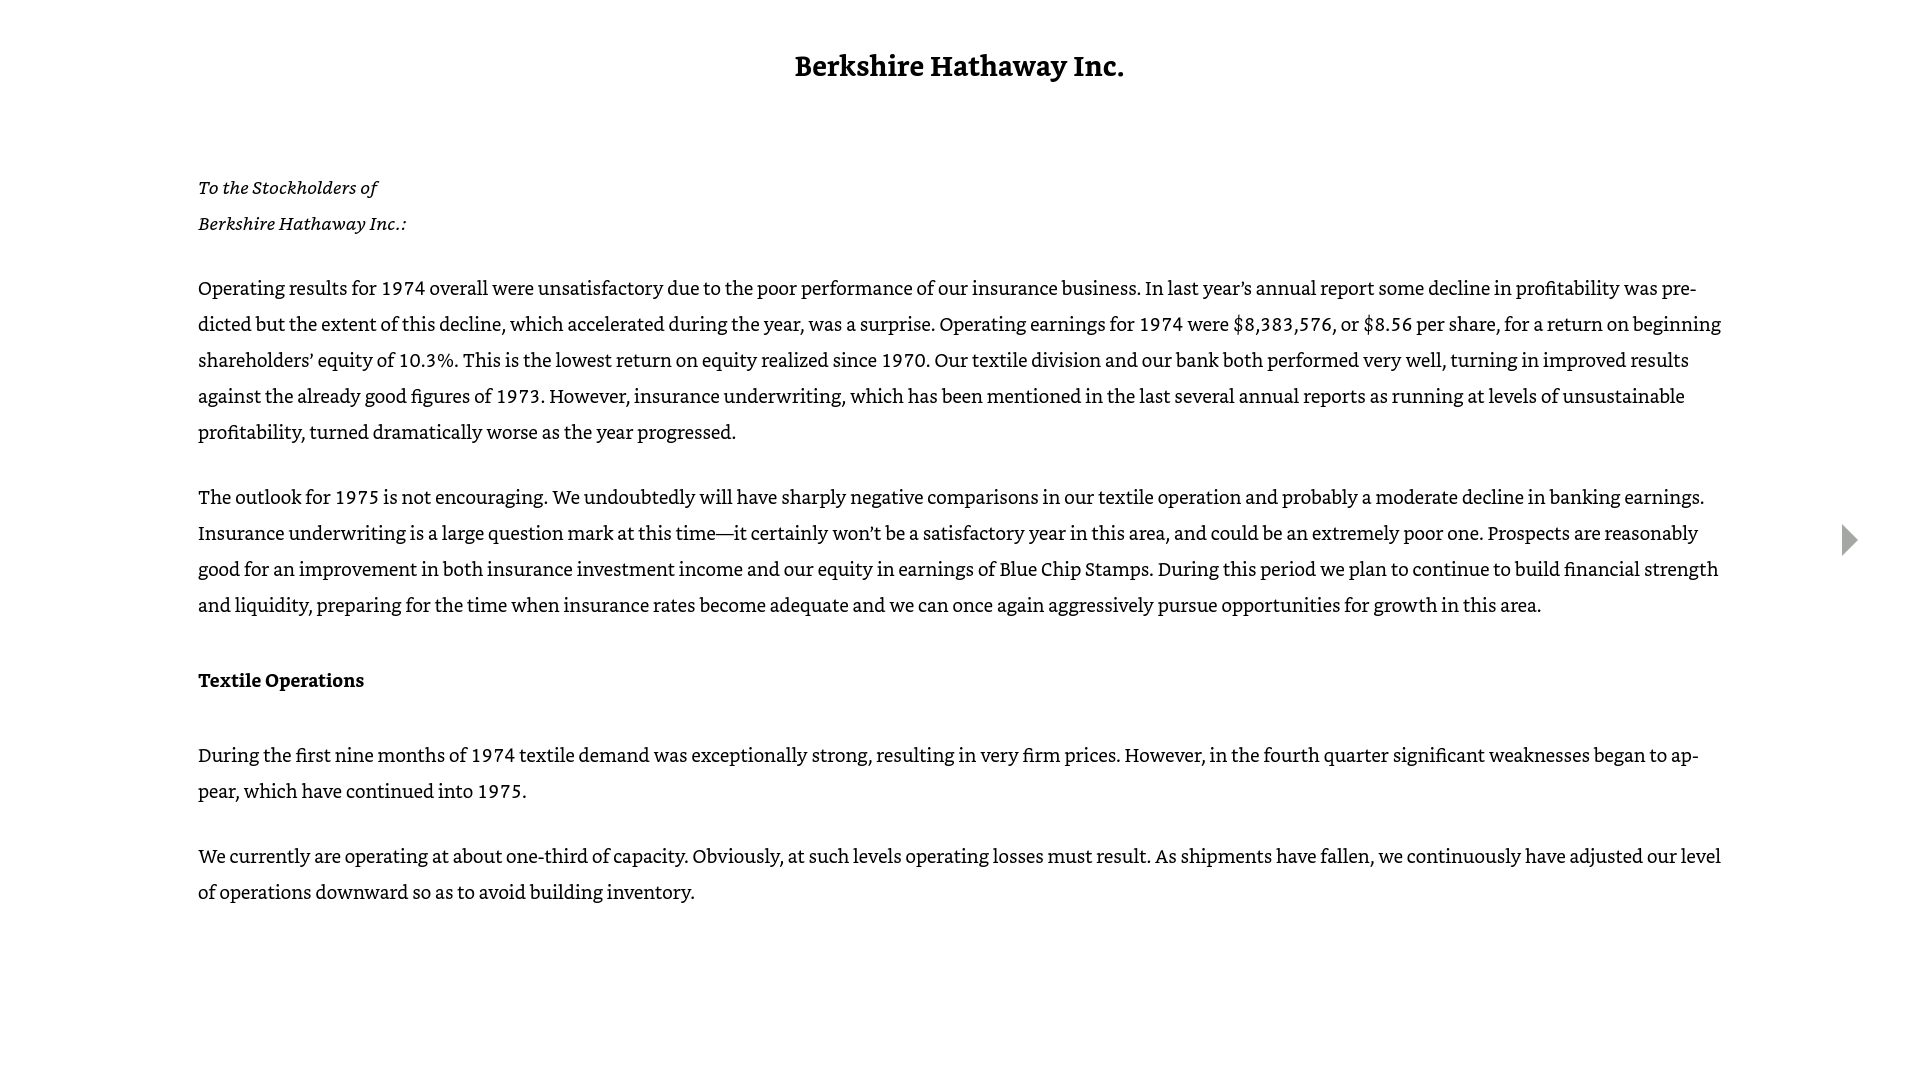 Berkshire Hathaway Inc.
To the Stockholders of
Berkshire Hathaway Inc.:
Operating results for 1974 overall were unsatisfactory due to the poor performance of our insurance business. In last year’s annual report some decline in profitability was pre-
dicted but the extent of this decline, which accelerated during the year, was a surprise. Operating earnings for 1974 were $8,383,576, or $8.56 per share, for a return on beginning
shareholders’ equity of 10.3%. This is the lowest return on equity realized since 1970. Our textile division and our bank both performed very well, turning in improved results
against the already good figures of 1973. However, insurance underwriting, which has been mentioned in the last several annual reports as running at levels of unsustainable
profitability, turned dramatically worse as the year progressed.
The outlook for 1975 is not encouraging. We undoubtedly will have sharply negative comparisons in our textile operation and probably a moderate decline in banking earnings.
Insurance underwriting is a large question mark at this time—it certainly won’t be a satisfactory year in this area, and could be an extremely poor one. Prospects are reasonably
good for an improvement in both insurance investment income and our equity in earnings of Blue Chip Stamps. During this period we plan to continue to build financial strength
and liquidity, preparing for the time when insurance rates become adequate and we can once again aggressively pursue opportunities for growth in this area.
Textile Operations
During the first nine months of 1974 textile demand was exceptionally strong, resulting in very firm prices. However, in the fourth quarter significant weaknesses began to ap-
pear, which have continued into 1975.
We currently are operating at about one-third of capacity. Obviously, at such levels operating losses must result. As shipments have fallen, we continuously have adjusted our level
of operations downward so as to avoid building inventory.